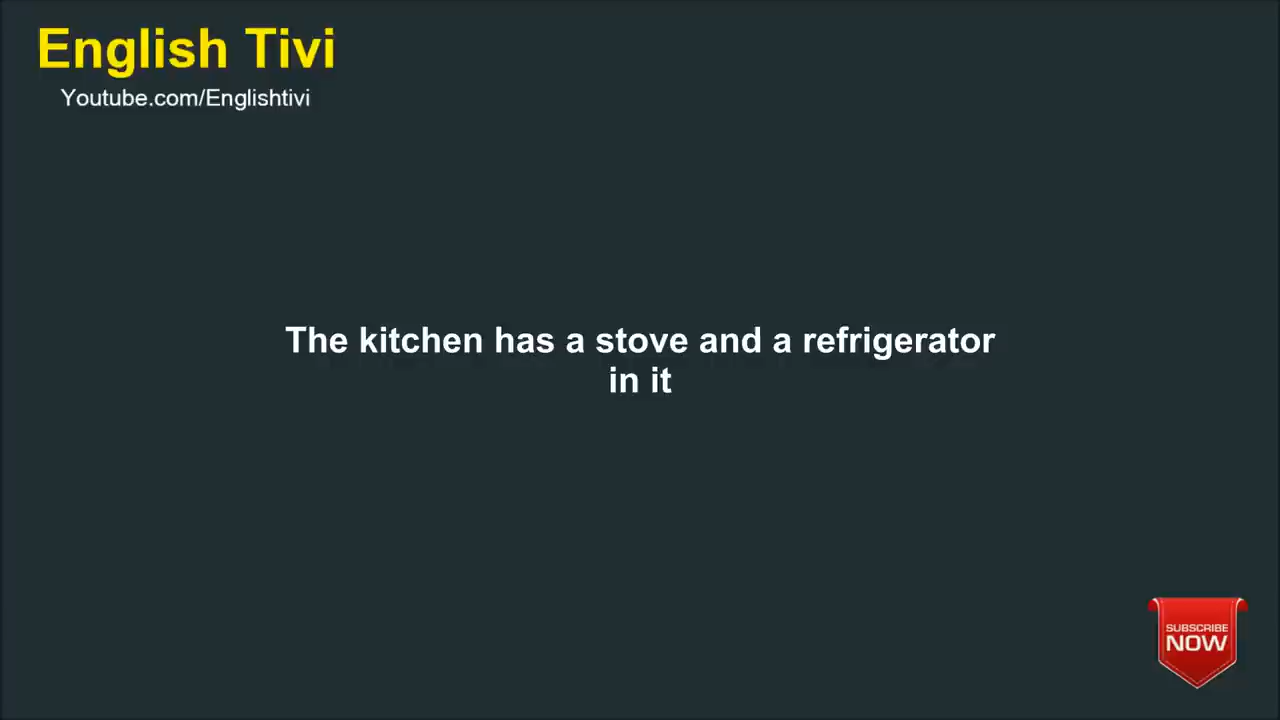 English Tivi
Youtube.com/Englishtivi
The kitchen has a stove and a refrigerator
in it
SUBSCRIBE
NOW